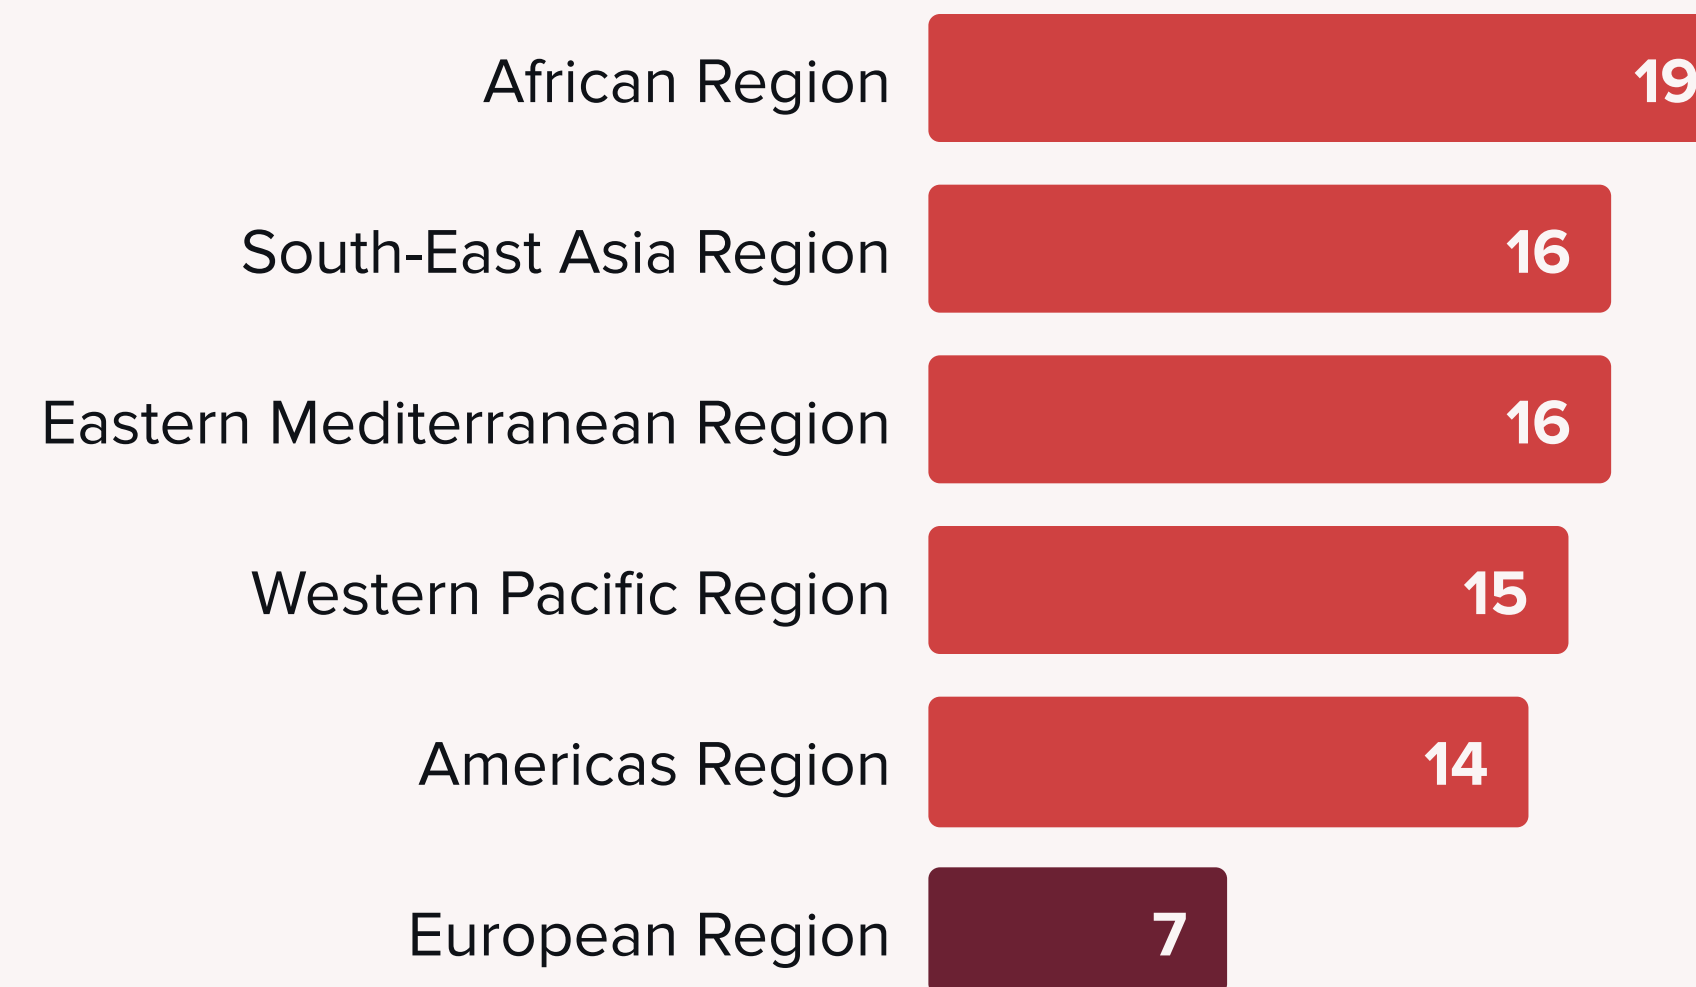 African Region 19
South-East Asia Region 16
Eastern Mediterranean Region 16
Western Pacific Region 15
Americas Region 14
European Region 7